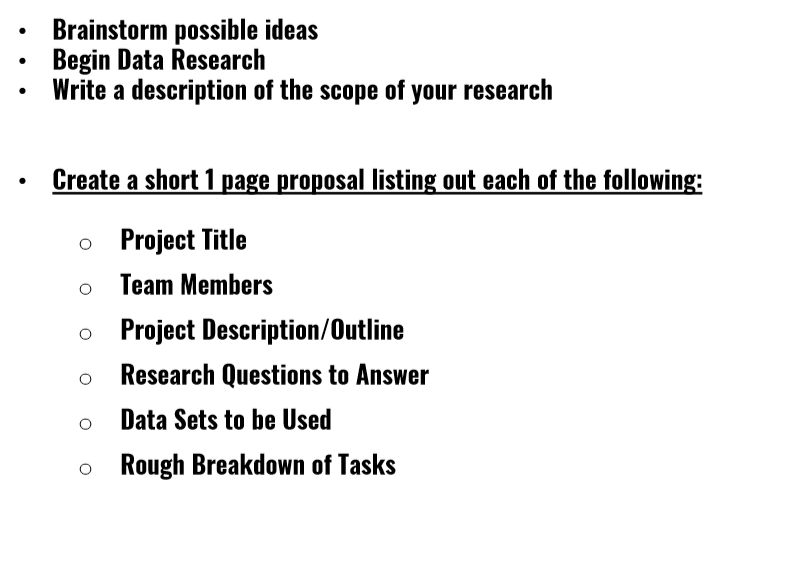 • Brainstorm possible ideas
• Begin Data Research
• Write a description of the scope of your research
• Create a short 1 page proposal listing out each of the following:
○ Project Title
○ Team Members
○ Project Description/Outline
○ Research Questions to Answer
○ Data Sets to be Used
○ Rough Breakdown of Tasks